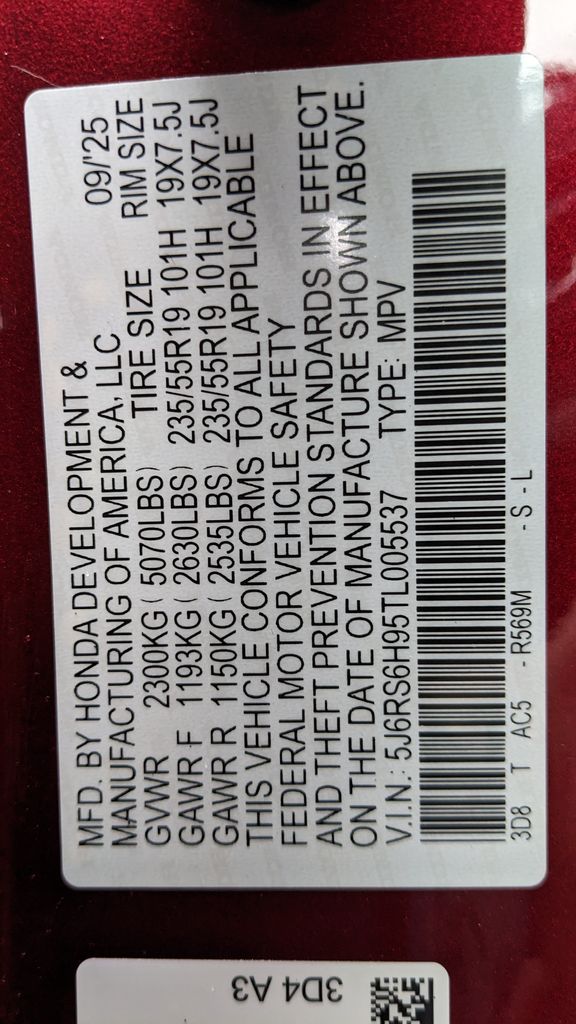 MFD. BY HONDA DEVELOPMENT &
MANUFACTURING OF AMERICA, LLC 09/'25
GVWR 2300KG ( 5070LBS) TIRE SIZE RIM SIZE
GAWR F 1193KG ( 2630LBS) 235/55R19 101H 19X7.5J
GAWR R 1150KG ( 2535LBS) 235/55R19 101H 19X7.5J
THIS VEHICLE CONFORMS TO ALL APPLICABLE
FEDERAL MOTOR VEHICLE SAFETY
AND THEFT PREVENTION STANDARDS IN EFFECT
ON THE DATE OF MANUFACTURE SHOWN ABOVE.
V.I.N.: 5J6RS6H95TL005537 TYPE: MPV
3D8 T AC5 - R569M - S - L
3D4 A3